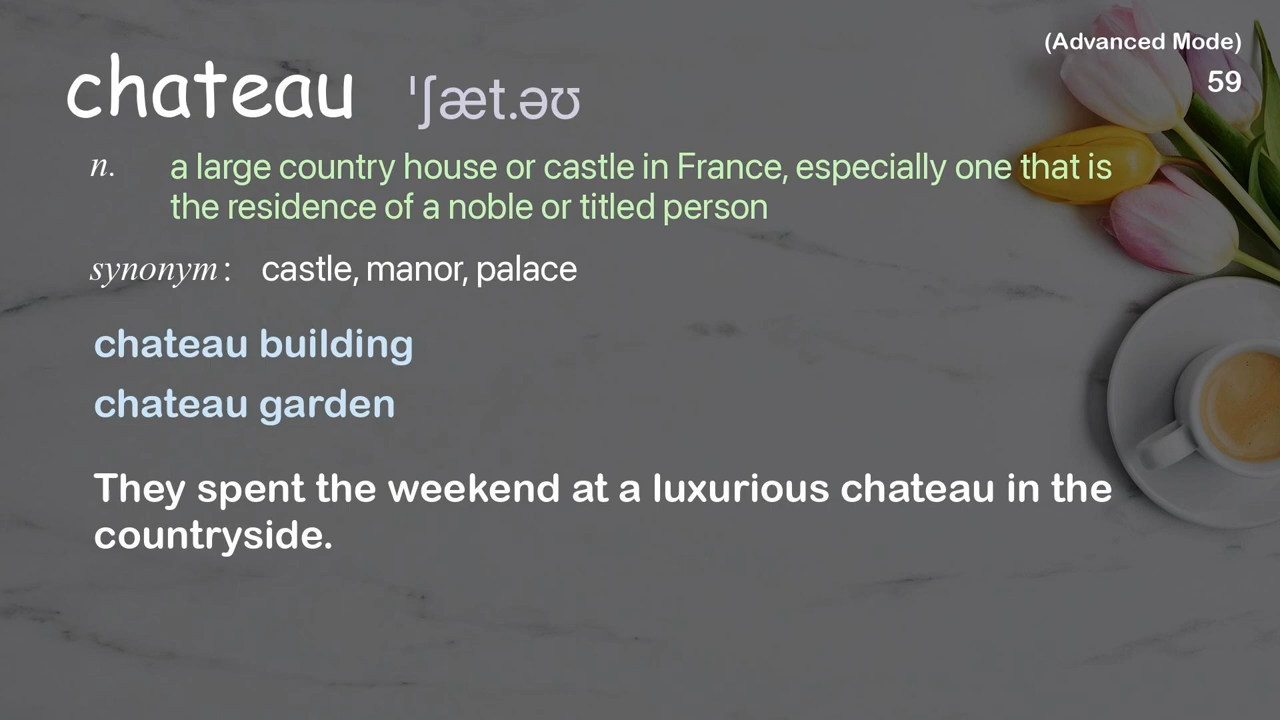 (Advanced Mode)
59
chateau ˈʃæt.əʊ
n. a large country house or castle in France, especially one that is
the residence of a noble or titled person
synonym: castle, manor, palace
chateau building
chateau garden
They spent the weekend at a luxurious chateau in the
countryside.